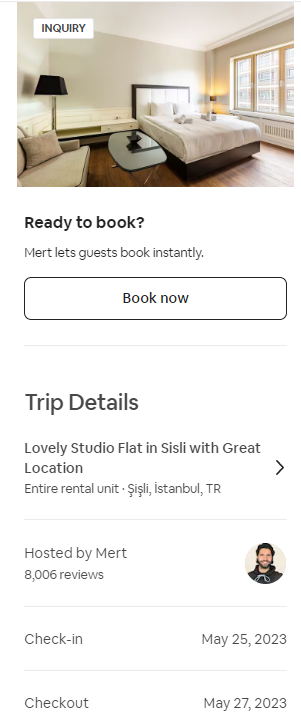 INQUIRY
Ready to book?
Mert lets guests book instantly.
Book now
Trip Details
Lovely Studio Flat in Sisli with Great
Location
Entire rental unit · Şişli, İstanbul, TR
Hosted by Mert
8,006 reviews
Check-in May 25, 2023
Checkout May 27, 2023